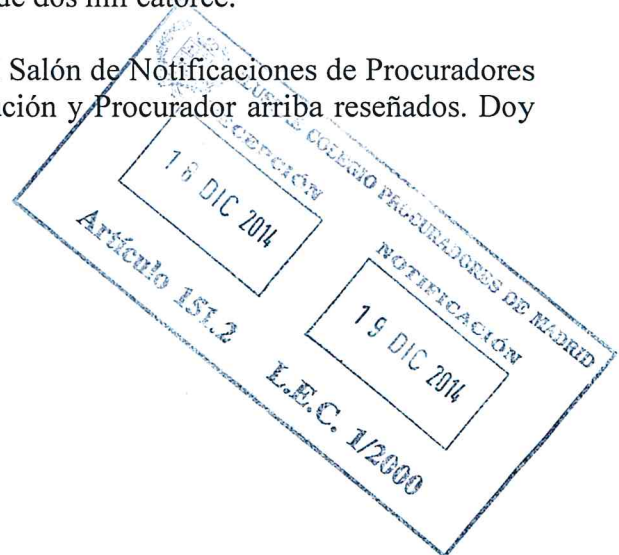 de dos mil catorce.
Salón de Notificaciones de Procuradores
ción y Procurador arriba reseñados. Doy
ILUSTRE COLEGIO PROCURADORES DE MADRID
RECEPCIÓN
NOTIFICACIÓN
18 DIC 2014
19 DIC 2014
Artículo 151.2
L.E.C. 1/2000